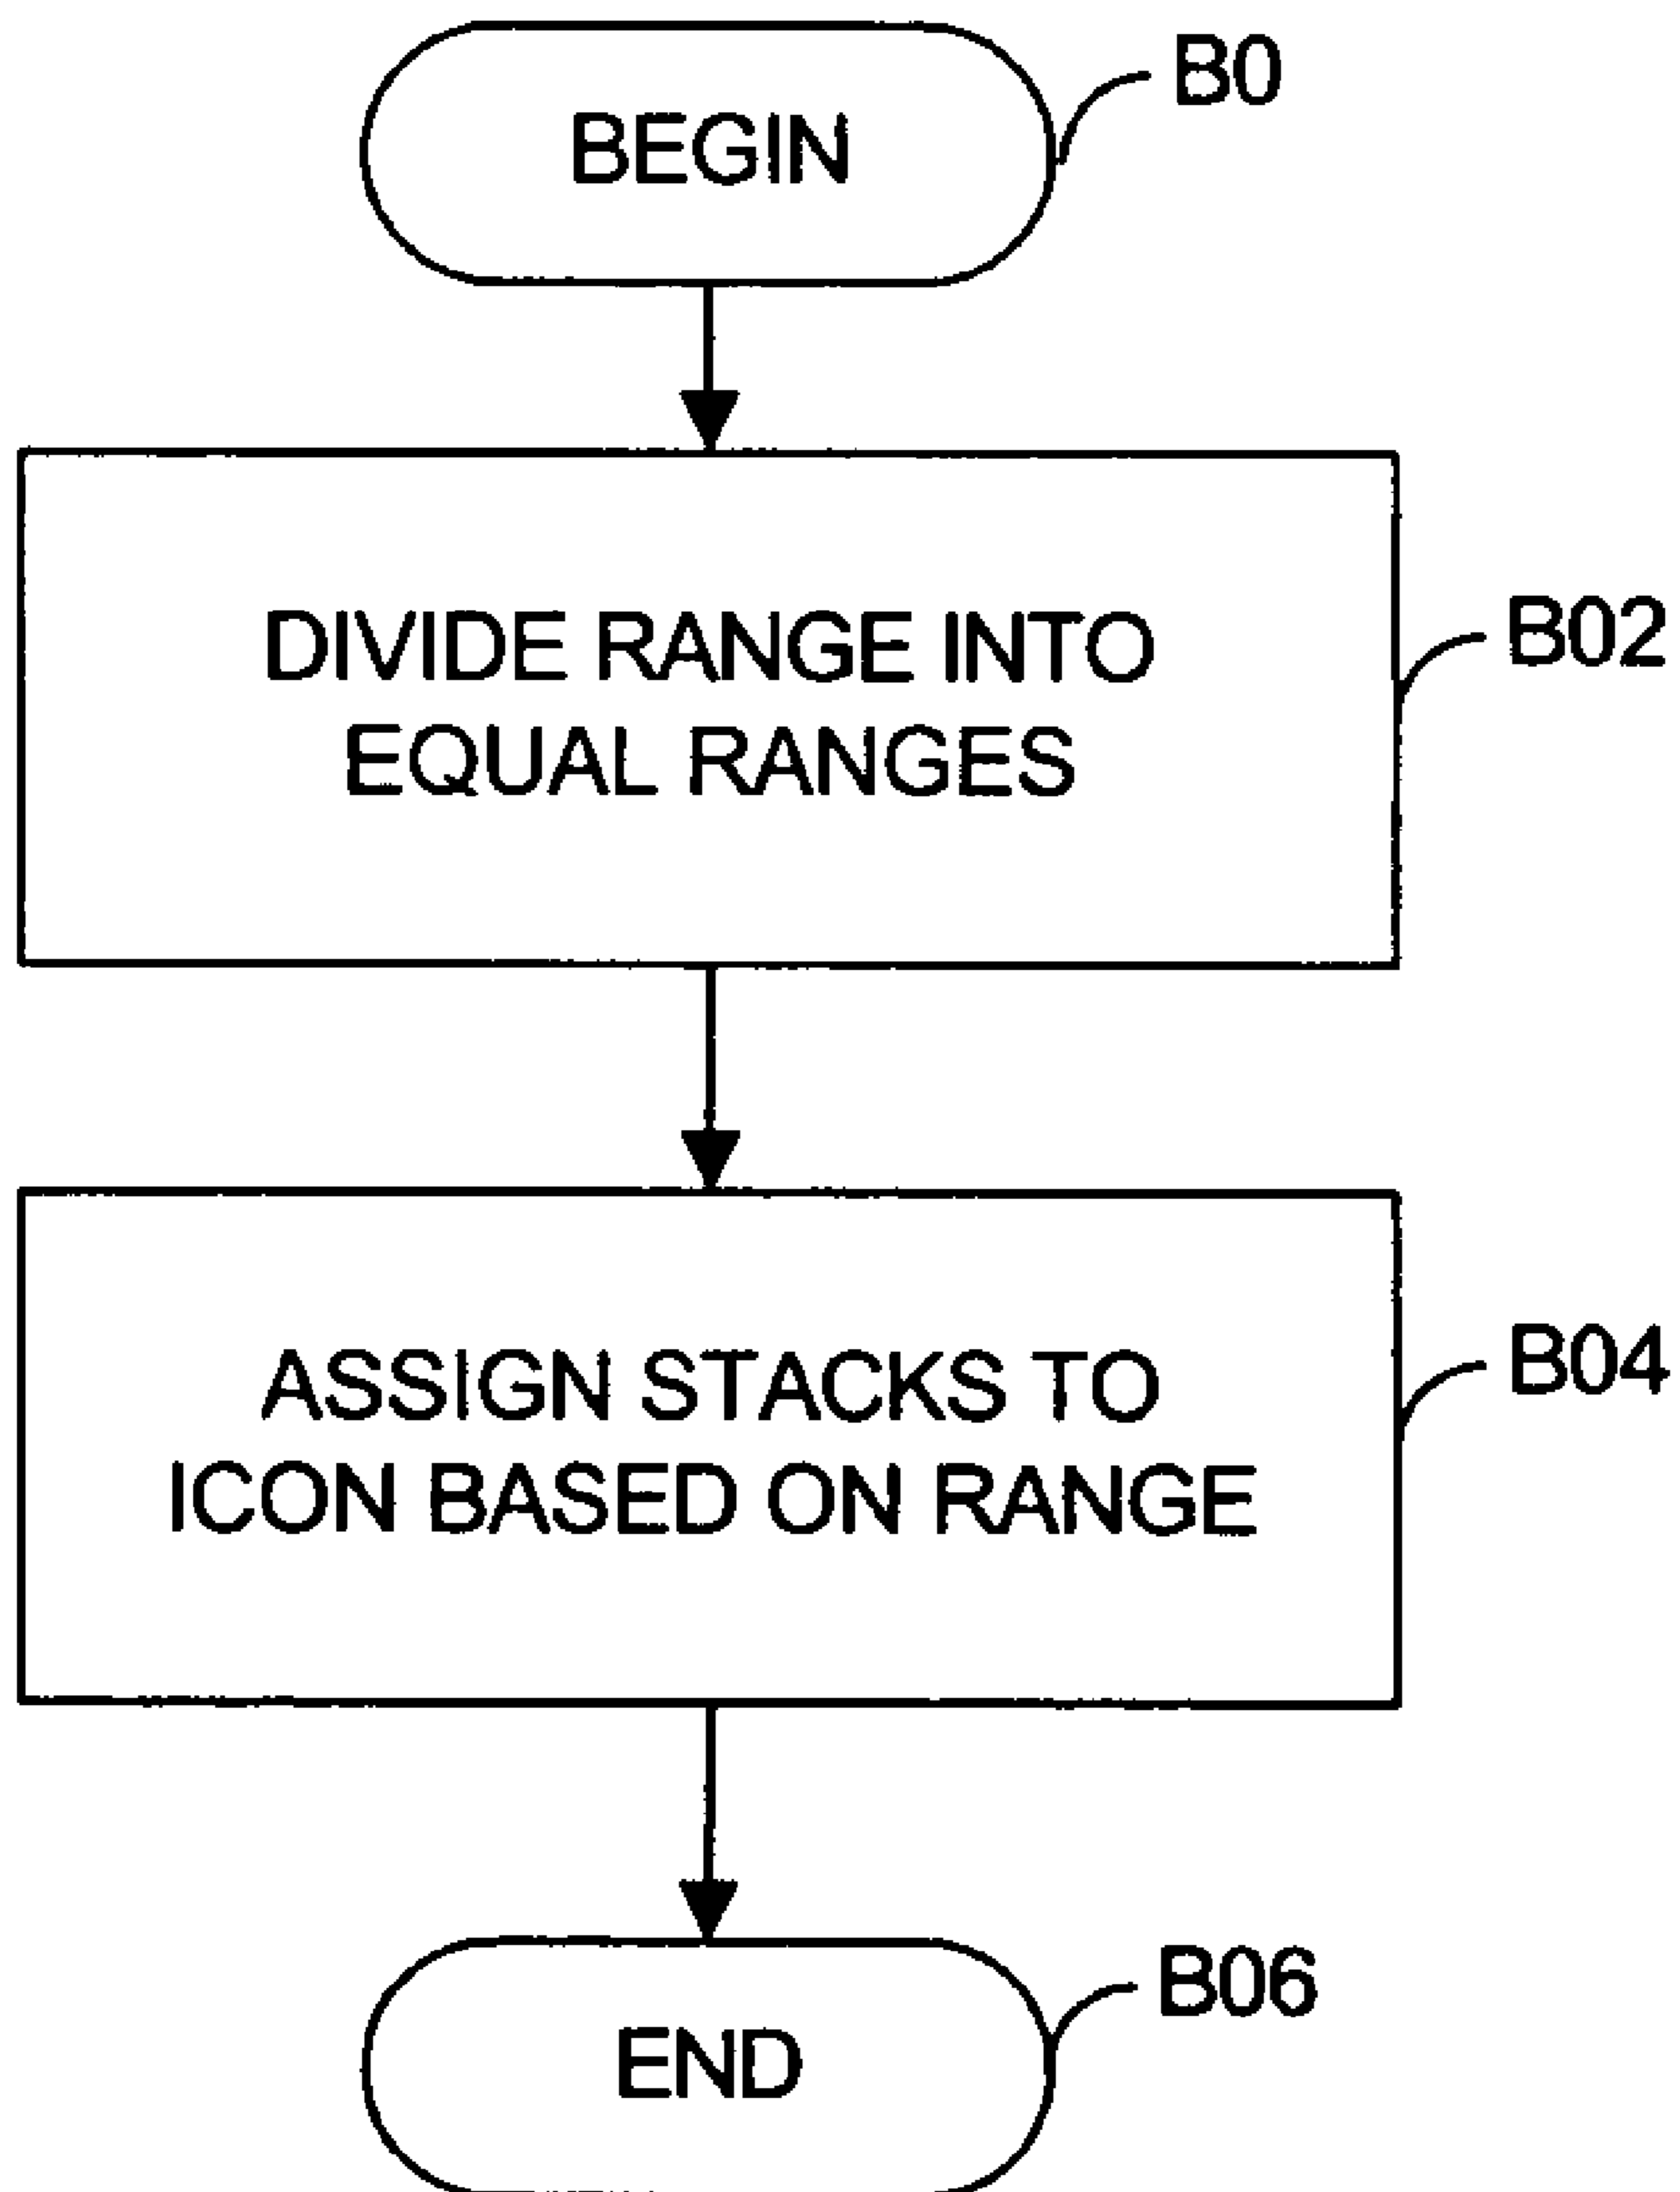 BEGIN
B0
DIVIDE RANGE INTO
EQUAL RANGES
B02
ASSIGN STACKS TO
ICON BASED ON RANGE
B04
END
B06